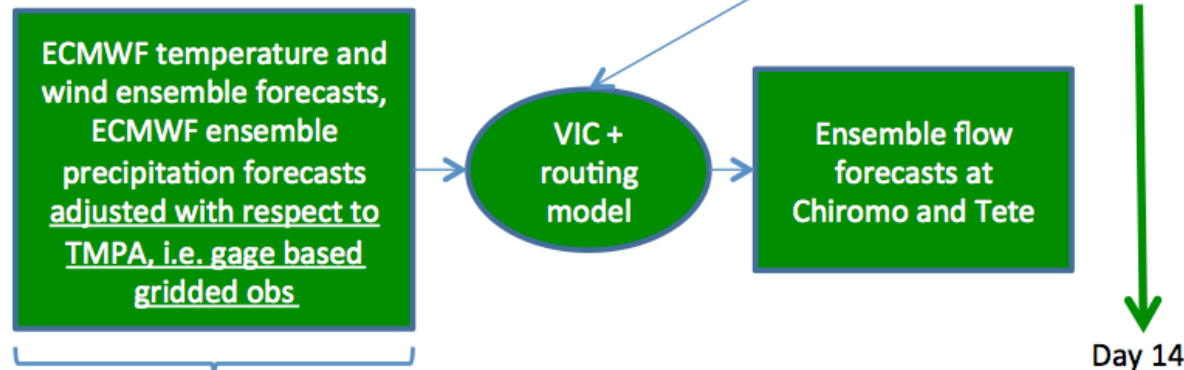 ECMWF temperature and
wind ensemble forecasts,
ECMWF ensemble
precipitation forecasts
adjusted with respect to
TMPA, i.e. gage based
gridded obs
VIC +
routing
model
Ensemble flow
forecasts at
Chiromo and Tete
Day 14